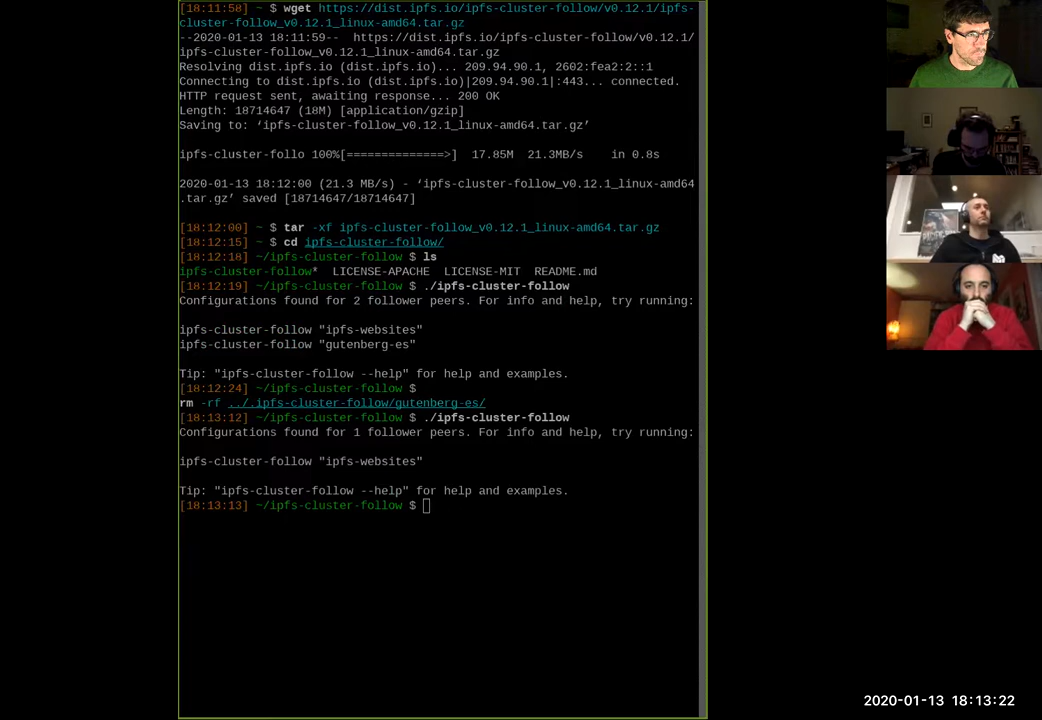 [18:11:58] ~ $ wget https://dist.ipfs.io/ipfs-cluster-follow/v0.12.1/ipfs-
cluster-follow_v0.12.1_linux-amd64.tar.gz
--2020-01-13 18:11:59--  https://dist.ipfs.io/ipfs-cluster-follow/v0.12.1/
ipfs-cluster-follow_v0.12.1_linux-amd64.tar.gz
Resolving dist.ipfs.io (dist.ipfs.io)... 209.94.90.1, 2602:fea2:2::1
Connecting to dist.ipfs.io (dist.ipfs.io)|209.94.90.1|:443... connected.
HTTP request sent, awaiting response... 200 OK
Length: 18714647 (18M) [application/gzip]
Saving to: ‘ipfs-cluster-follow_v0.12.1_linux-amd64.tar.gz’
ipfs-cluster-follo 100%[==============>]  17.85M  21.3MB/s    in 0.8s
2020-01-13 18:12:00 (21.3 MB/s) - ‘ipfs-cluster-follow_v0.12.1_linux-amd64
.tar.gz’ saved [18714647/18714647]
[18:12:00] ~ $ tar -xf ipfs-cluster-follow_v0.12.1_linux-amd64.tar.gz
[18:12:15] ~ $ cd ipfs-cluster-follow/
[18:12:18] ~/ipfs-cluster-follow $ ls
ipfs-cluster-follow*  LICENSE-APACHE  LICENSE-MIT  README.md
[18:12:19] ~/ipfs-cluster-follow $ ./ipfs-cluster-follow
Configurations found for 2 follower peers. For info and help, try running:
ipfs-cluster-follow "ipfs-websites"
ipfs-cluster-follow "gutenberg-es"
Tip: "ipfs-cluster-follow --help" for help and examples.
[18:12:24] ~/ipfs-cluster-follow $
rm -rf ../.ipfs-cluster-follow/gutenberg-es/
[18:13:12] ~/ipfs-cluster-follow $ ./ipfs-cluster-follow
Configurations found for 1 follower peers. For info and help, try running:
ipfs-cluster-follow "ipfs-websites"
Tip: "ipfs-cluster-follow --help" for help and examples.
[18:13:13] ~/ipfs-cluster-follow $
2020-01-13 18:13:22